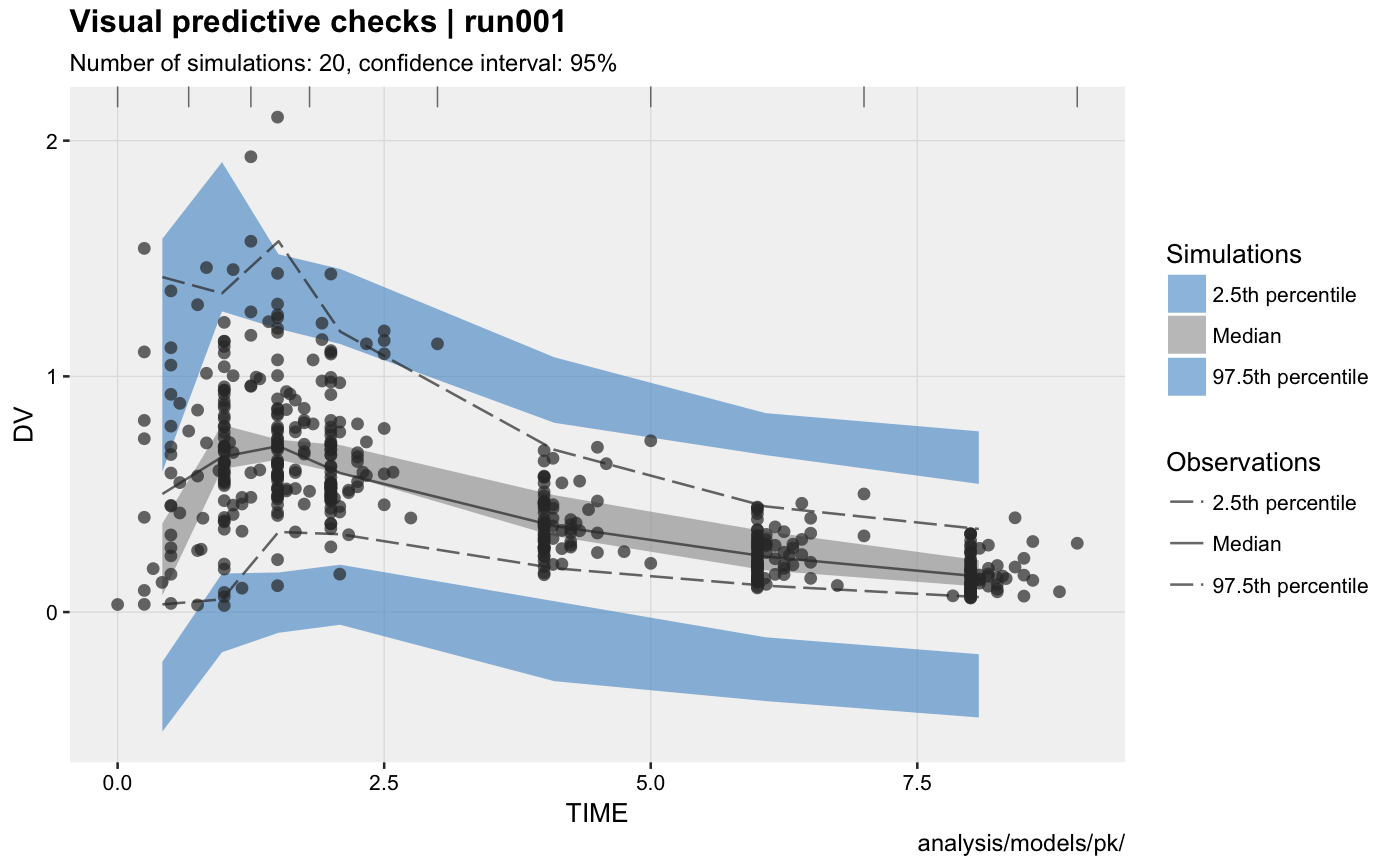 Visual predictive checks | run001
Number of simulations: 20, confidence interval: 95%
2
1
0
DV
0.0
2.5
5.0
7.5
TIME
analysis/models/pk/
Simulations
2.5th percentile
Median
97.5th percentile
Observations
2.5th percentile
Median
97.5th percentile